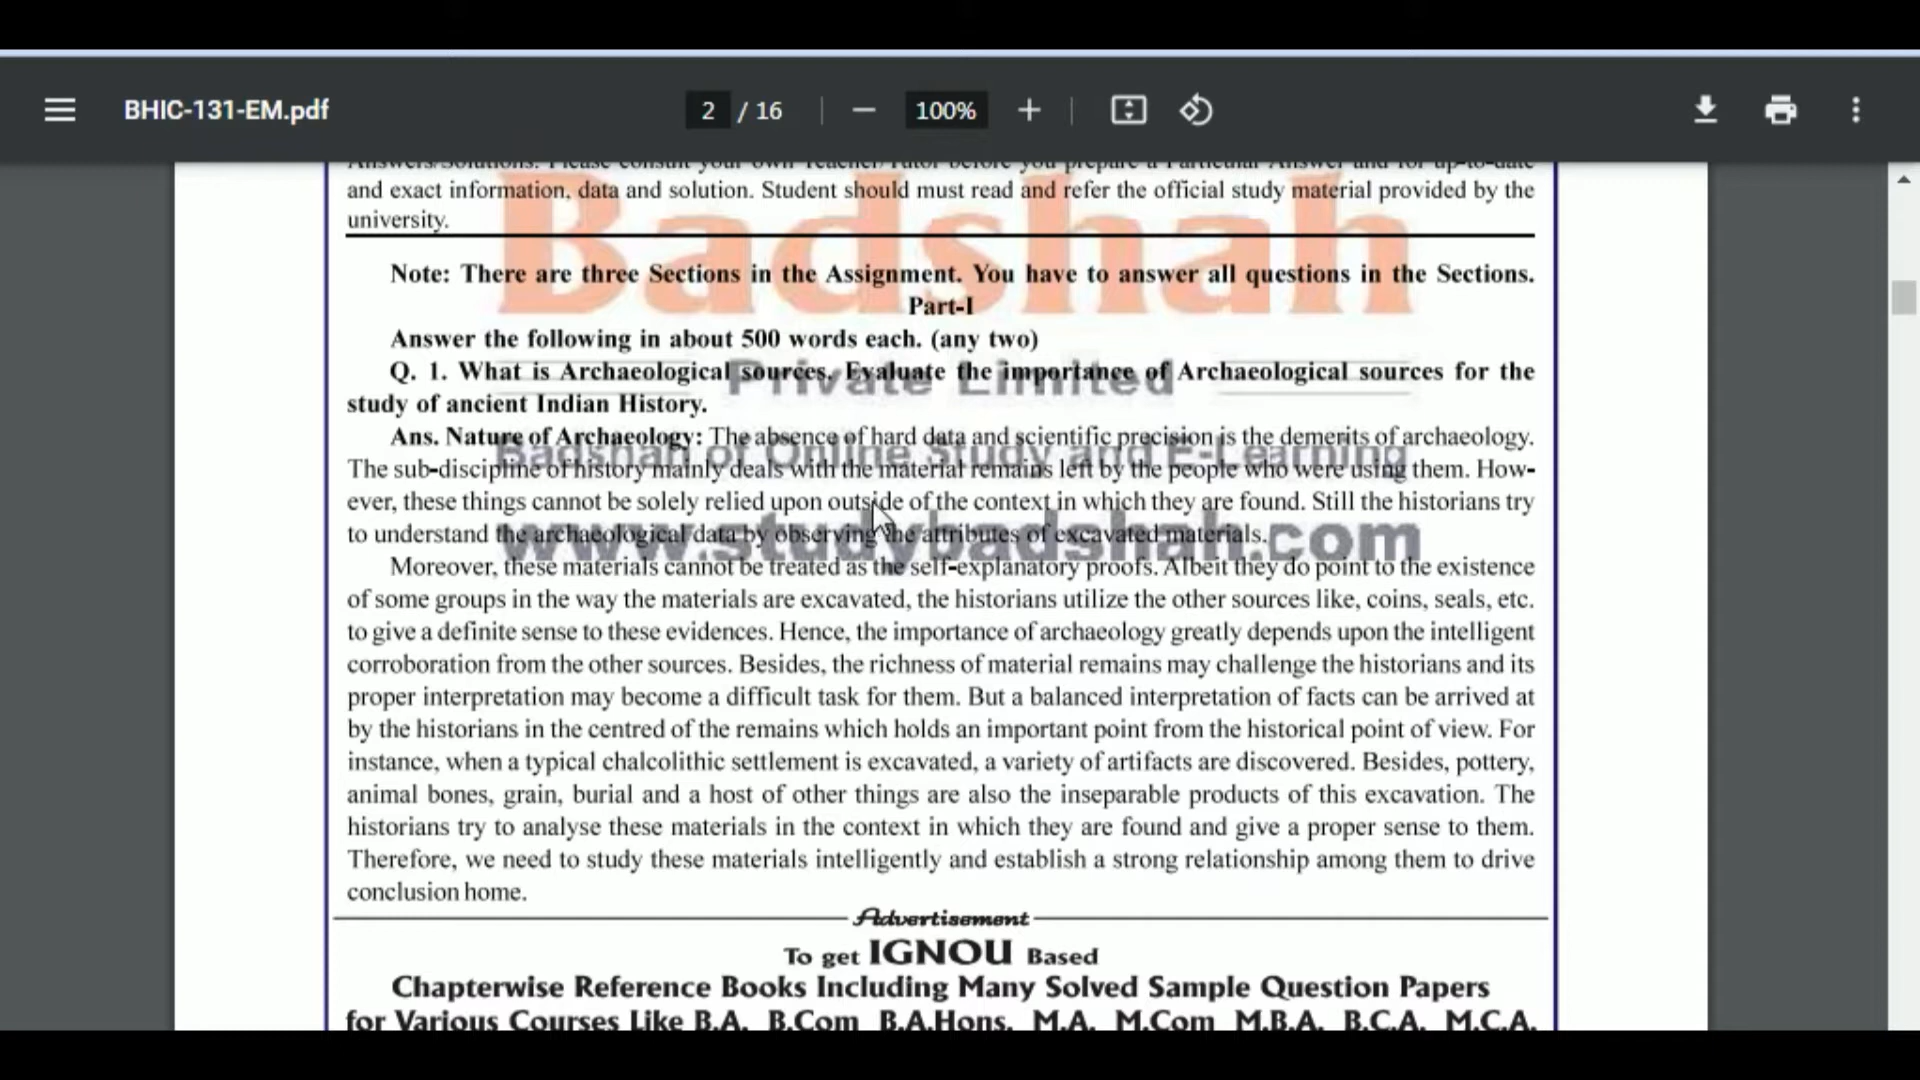 BHIC-131-EM.pdf
2 / 16
100%
Answers/Solutions. Please consult your own Teacher/Tutor before you prepare a Particular Answer and for up-to-date
and exact information, data and solution. Student should must read and refer the official study material provided by the
university.
Badshah
Note: There are three Sections in the Assignment. You have to answer all questions in the Sections.
Part-I
Answer the following in about 500 words each. (any two)
Private Limited
Q. 1. What is Archaeological sources. Evaluate the importance of Archaeological sources for the
study of ancient Indian History.
Ans. Nature of Archaeology: The absence of hard data and scientific precision is the demerits of archaeology.
Badshah of Online Study and E-Learning
The sub-discipline of history mainly deals with the material remains left by the people who were using them. How-
ever, these things cannot be solely relied upon outside of the context in which they are found. Still the historians try
to understand the archaeological data by observing the attributes of excavated materials.
www.studybadshah.com
Moreover, these materials cannot be treated as the self-explanatory proofs. Albeit they do point to the existence
of some groups in the way the materials are excavated, the historians utilize the other sources like, coins, seals, etc.
to give a definite sense to these evidences. Hence, the importance of archaeology greatly depends upon the intelligent
corroboration from the other sources. Besides, the richness of material remains may challenge the historians and its
proper interpretation may become a difficult task for them. But a balanced interpretation of facts can be arrived at
by the historians in the centred of the remains which holds an important point from the historical point of view. For
instance, when a typical chalcolithic settlement is excavated, a variety of artifacts are discovered. Besides, pottery,
animal bones, grain, burial and a host of other things are also the inseparable products of this excavation. The
historians try to analyse these materials in the context in which they are found and give a proper sense to them.
Therefore, we need to study these materials intelligently and establish a strong relationship among them to drive
conclusion home.
Advertisement
To get IGNOU Based
Chapterwise Reference Books Including Many Solved Sample Question Papers
for Various Courses Like B.A. B.Com B.A.Hons. M.A. M.Com M.B.A. B.C.A. M.C.A.